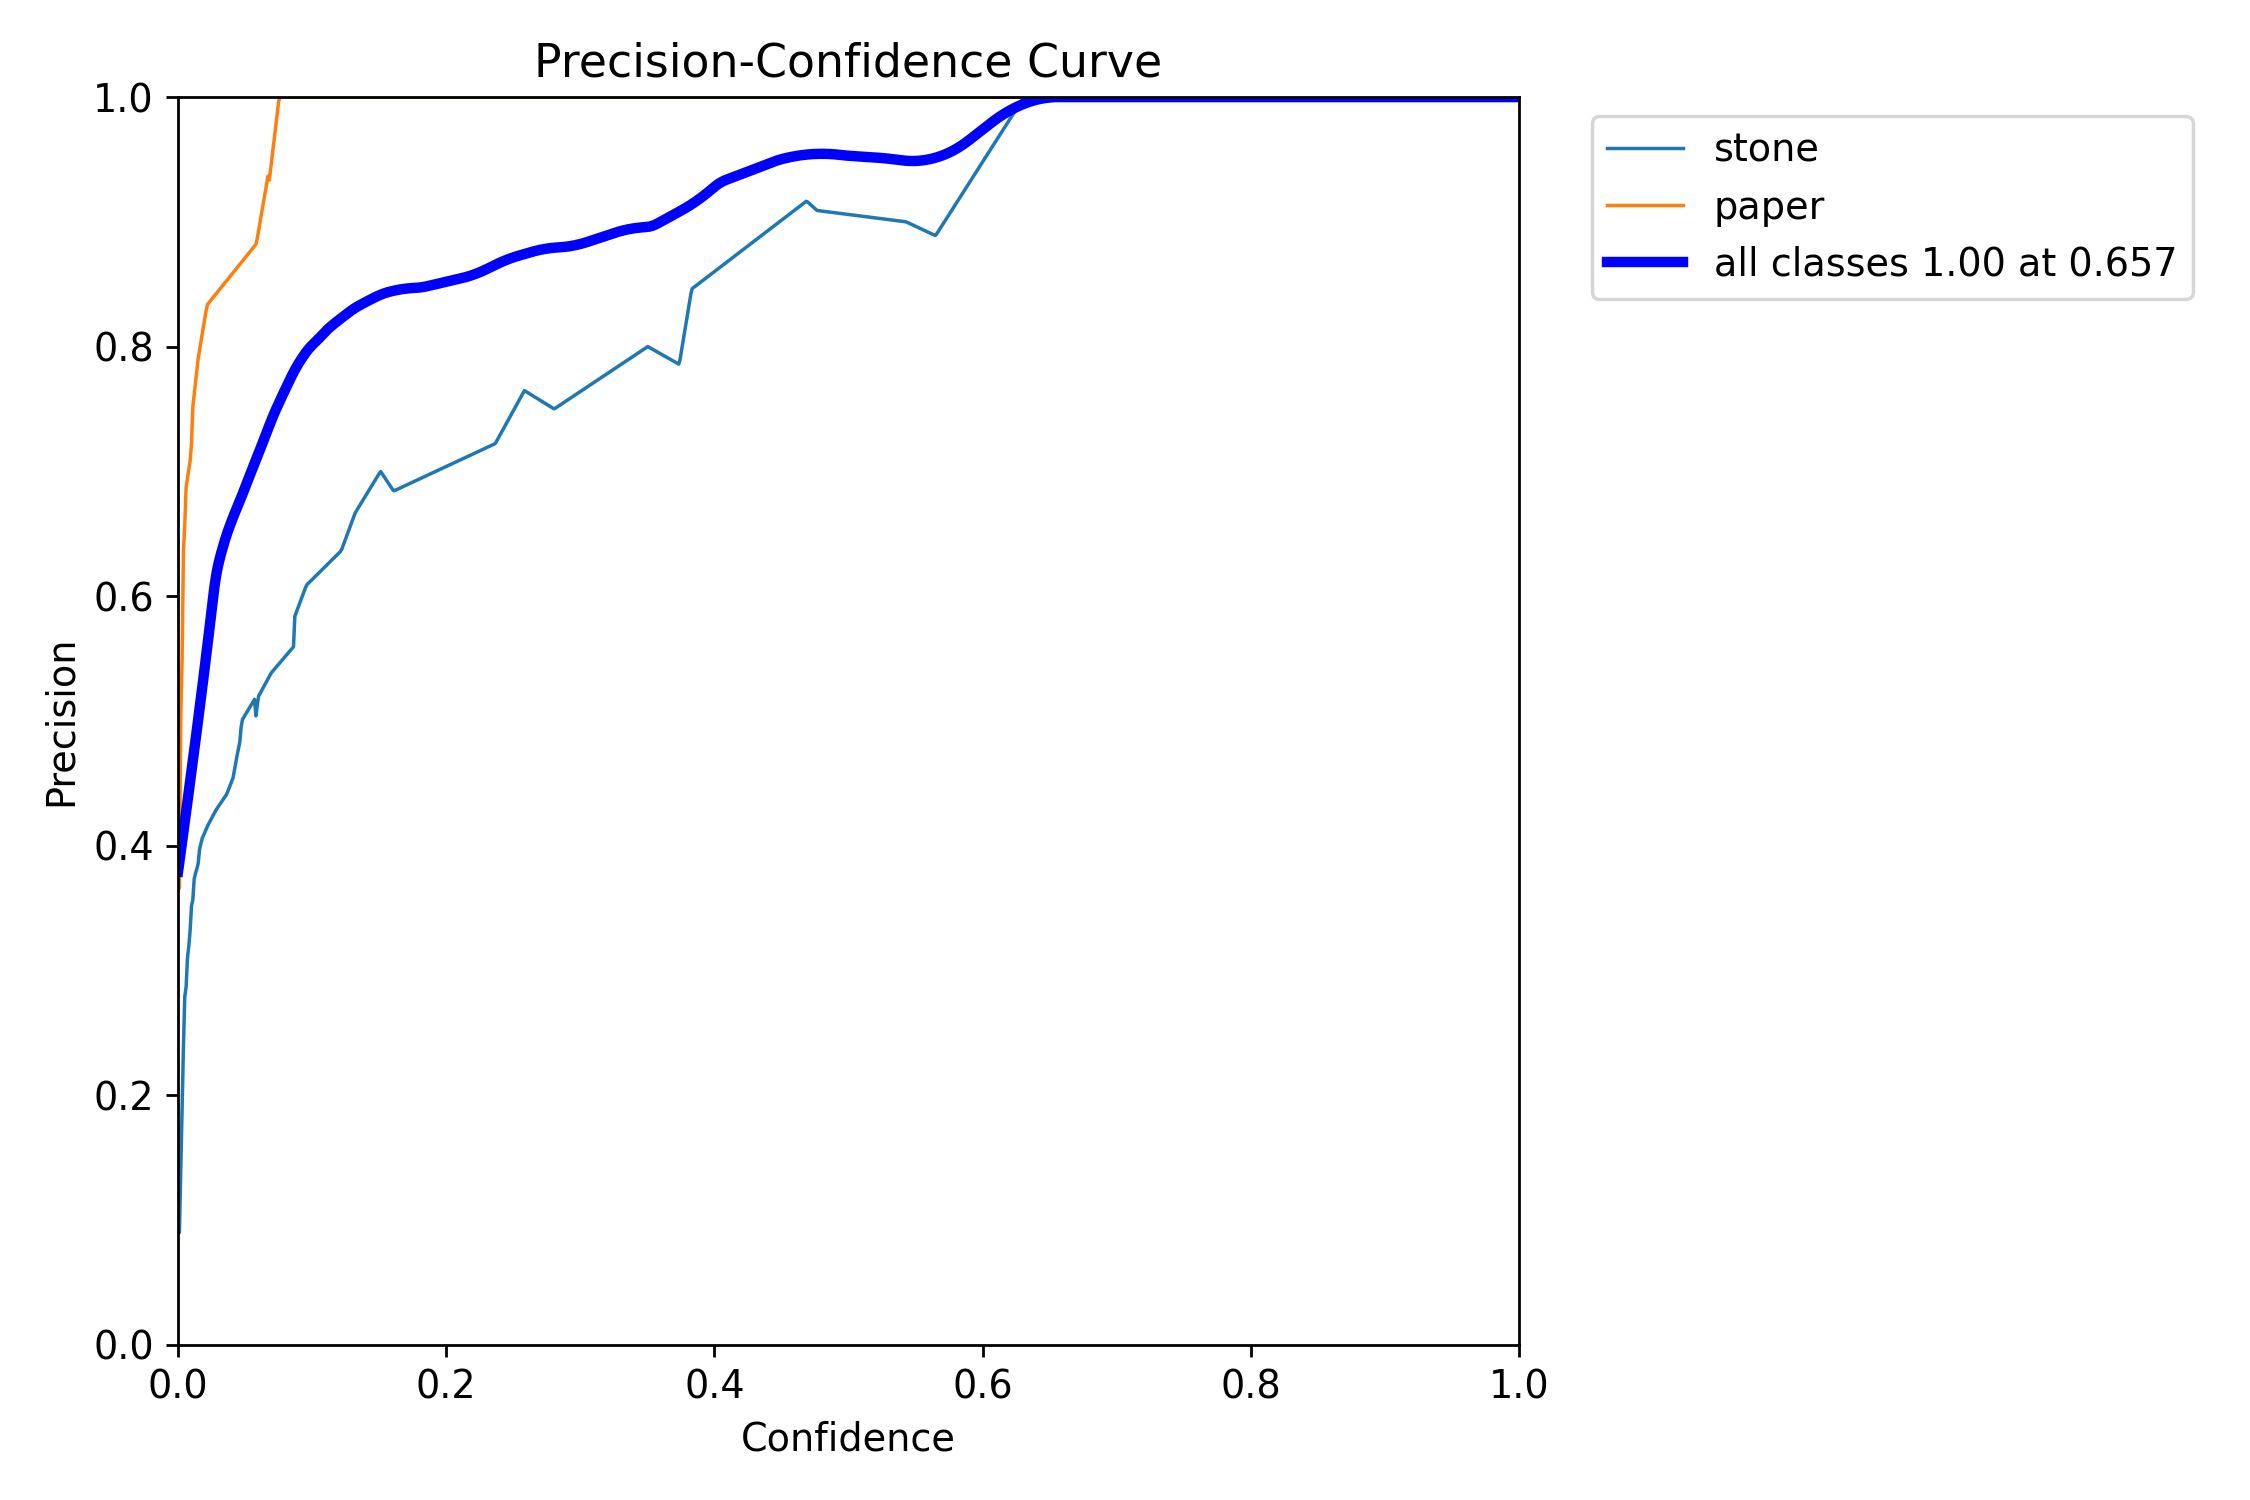 Precision-Confidence Curve
1.0
0.8
0.6
0.4
0.2
0.0
Precision
0.0 0.2 0.4 0.6 0.8 1.0
Confidence
stone
paper
all classes 1.00 at 0.657